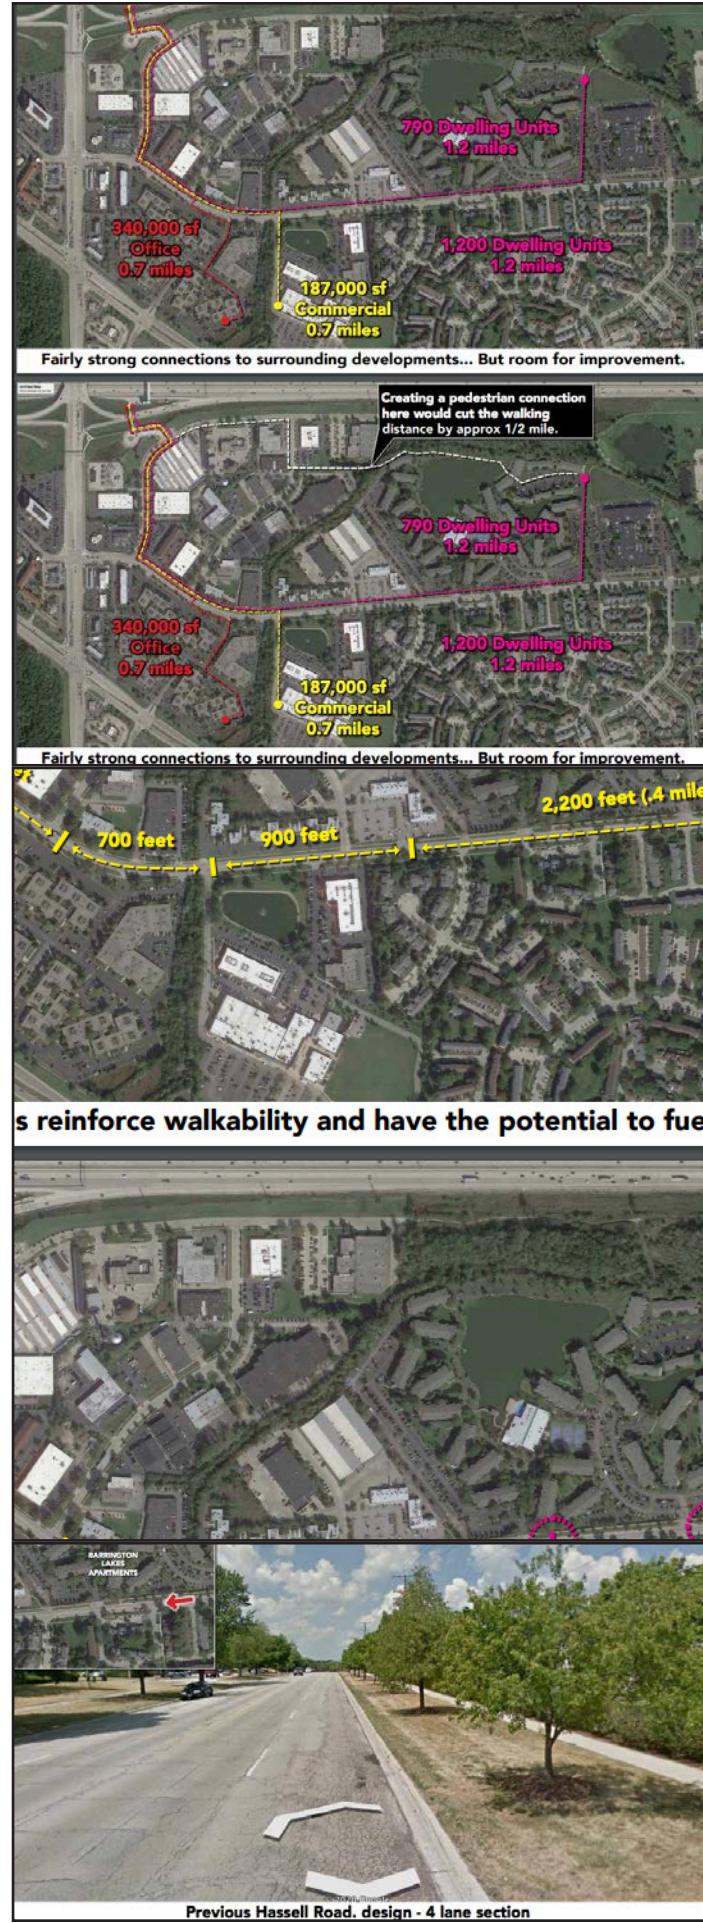 790 Dwelling Units
1.2 miles
340,000 sf
Office
0.7 miles
1,200 Dwelling Units
1.2 miles
187,000 sf
Commercial
0.7 miles
Fairly strong connections to surrounding developments... But room for improvement.
Creating a pedestrian connection
here would cut the walking
distance by approx 1/2 mile.
790 Dwelling Units
1.2 miles
340,000 sf
Office
0.7 miles
1,200 Dwelling Units
1.2 miles
187,000 sf
Commercial
0.7 miles
Fairly strong connections to surrounding developments... But room for improvement.
700 feet
900 feet
2,200 feet (.4 mile
s reinforce walkability and have the potential to fue
BARRINGTON
LAKES
APARTMENTS
Previous Hassell Road. design - 4 lane section